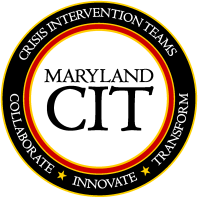 CRISIS INTERVENTION TEAMS
MARYLAND
CIT
COLLABORATE ★ INNOVATE ★ TRANSFORM